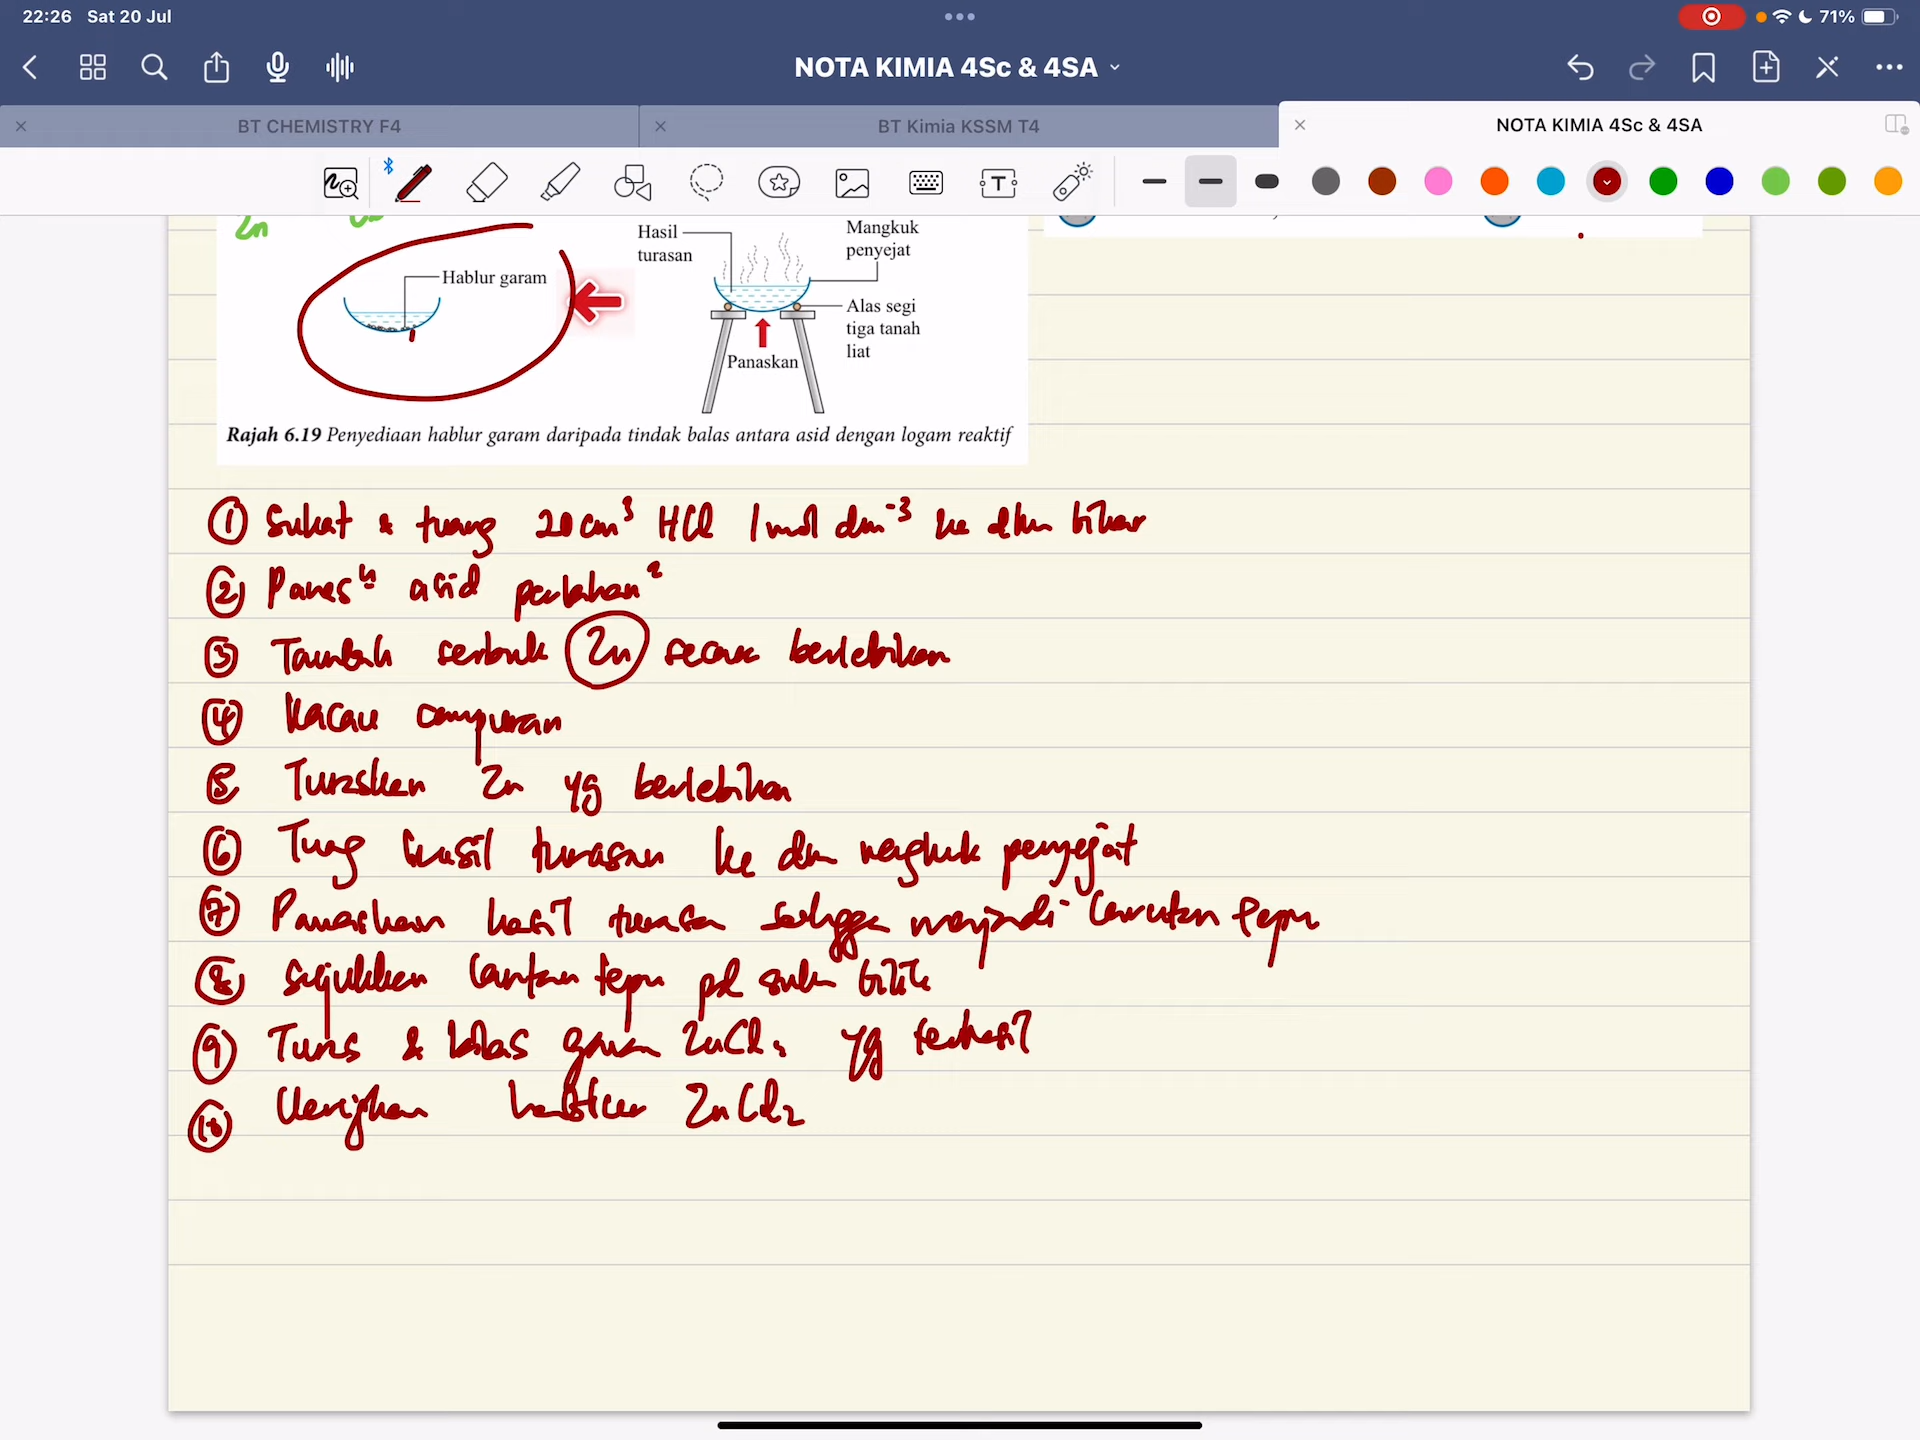 22:26 Sat 20 Jul 71%
NOTA KIMIA 4Sc & 4SA
BT CHEMISTRY F4
BT Kimia KSSM T4
NOTA KIMIA 4Sc & 4SA
Zn
Hablur garam
Hasil
turasan
Mangkuk
penyejat
Alas segi
tiga tanah
liat
Panaskan
Rajah 6.19 Penyediaan hablur garam daripada tindak balas antara asid dengan logam reaktif
① Sukat & tuang 20 cm³ HCl 1 mol dm⁻³ ke dlm bikar
② Panaskn asid perlahan²
③ Tambah serbuk Zn secara berlebihan
④ Kacau campuran
⑤ Turaskan Zn yg berlebihan
⑥ Tuang hasil turasan ke dlm mangkuk penyejat
⑦ Panaskan hasil turasan sehingga menjadi larutan tepu
⑧ Sejukkan larutan tepu pd suhu bilik
⑨ Turas & bilas garam ZnCl₂ yg terhasil
⑩ Keringkan ZnCl₂